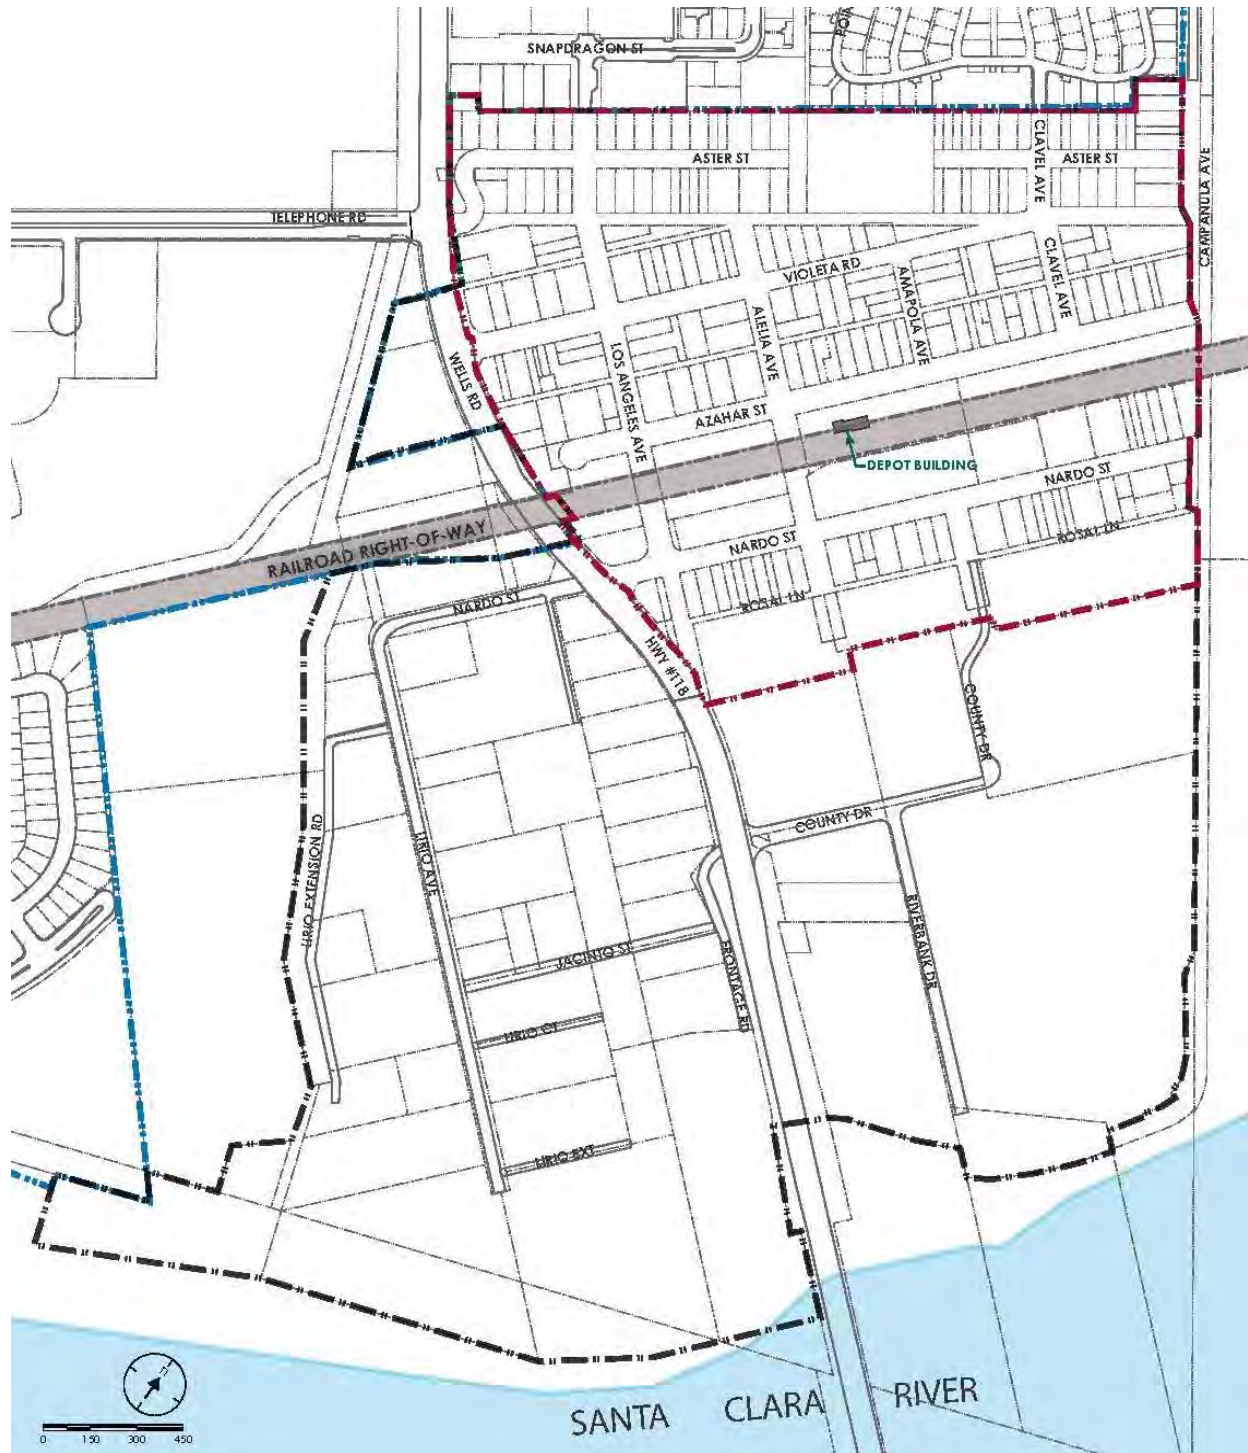 SNAPDRAGON ST
ASTER ST
CLAVEL AVE
ASTER ST
CAMPANULA AVE
TELEPHONE RD
VIOLETA RD
CLAVEL AVE
AMAPOLA AVE
ALELIA AVE
LOS ANGELES AVE
WELLS RD
AZAHAR ST
DEPOT BUILDING
NARDO ST
RAILROAD RIGHT-OF-WAY
NARDO ST
ROSAL LN
NARDO ST
ROSAL LN
HWY #118
COUNTY DR
COUNTY DR
LIRIO EXTENSION RD
LIRIO AVE
RIVERBANK DR
JACINTO ST
FRONTAGE RD
LIRIO CT
LIRIO EXT
SANTA CLARA RIVER
0 150 300 450